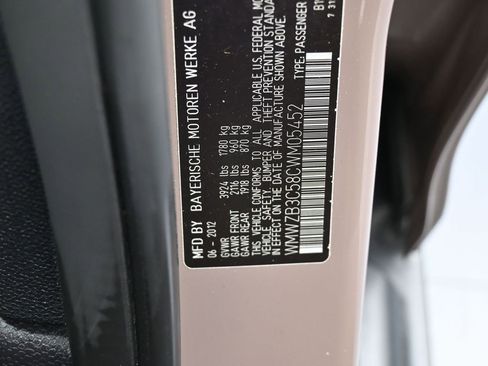 MFD BY BAYERISCHE MOTOREN WERKE AG
06 - 2012
GVWR 3924 lbs 1780 kg
GAWR FRONT 2116 lbs 960 kg
GAWR REAR 1918 lbs 870 kg
THIS VEHICLE CONFORMS TO ALL APPLICABLE U.S. FEDERAL MO
VEHICLE SAFETY, BUMPER AND THEFT PREVENTION STANDAR
IN EFFECT ON THE DATE OF MANUFACTURE SHOWN ABOVE.
WMWZB3C58CWM05452
TYPE: PASSENGER